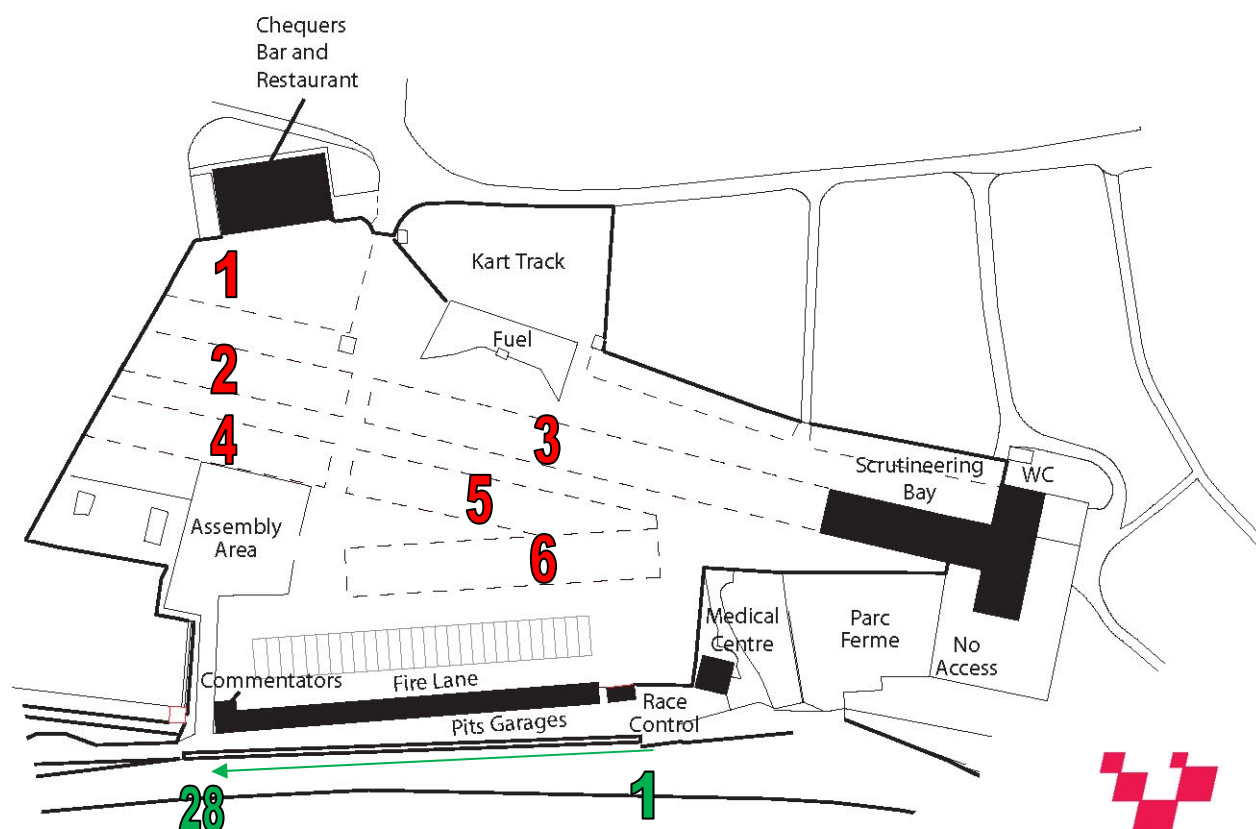 Chequers
Bar and
Restaurant
Kart Track
1
Fuel
2
3
4
Scrutineering
Bay
WC
5
Assembly
Area
6
Medical
Centre
Parc
Ferme
No
Access
Commentators
Fire Lane
Pits Garages
Race
Control
28
1